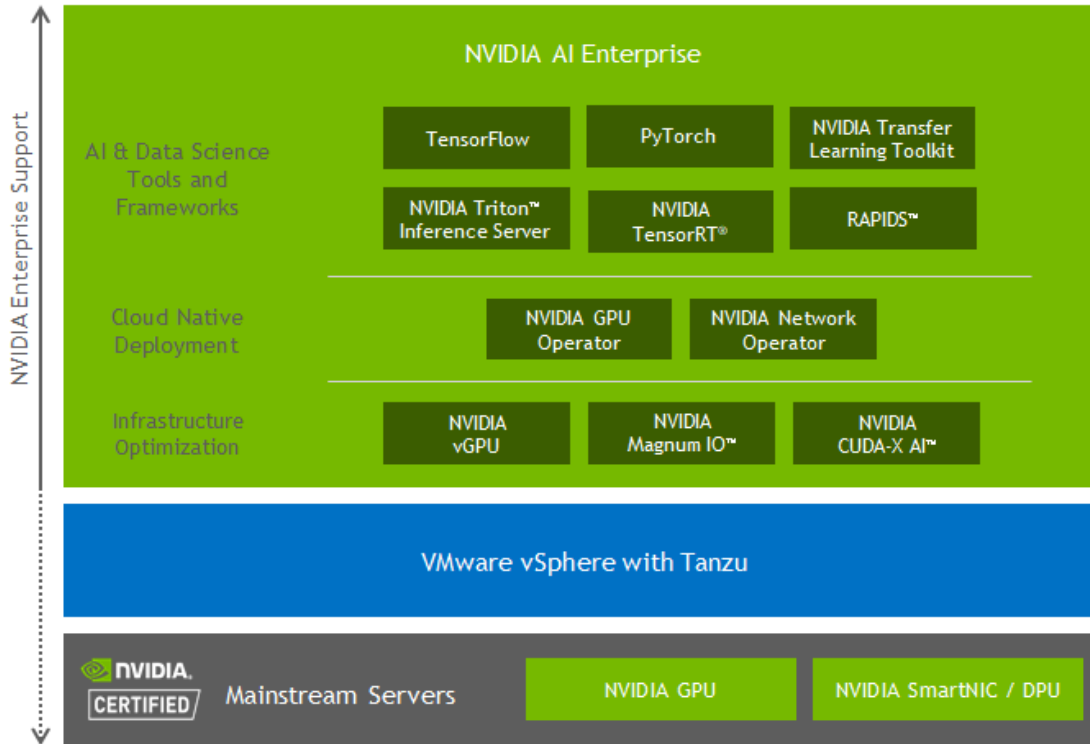 NVIDIA Enterprise Support
NVIDIA AI Enterprise
AI & Data Science
Tools and
Frameworks
TensorFlow
PyTorch
NVIDIA Transfer
Learning Toolkit
NVIDIA Triton™
Inference Server
NVIDIA
TensorRT®
RAPIDS™
Cloud Native
Deployment
NVIDIA GPU
Operator
NVIDIA Network
Operator
Infrastructure
Optimization
NVIDIA
vGPU
NVIDIA
Magnum IO™
NVIDIA
CUDA-X AI™
VMware vSphere with Tanzu
NVIDIA.
CERTIFIED
Mainstream Servers
NVIDIA GPU
NVIDIA SmartNIC / DPU